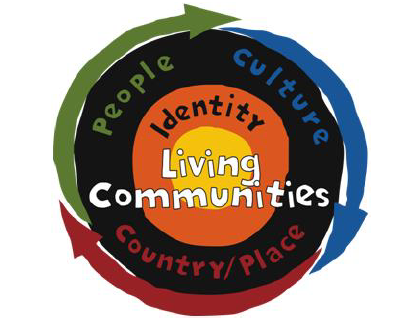 People
Culture
Identity
Living
Communities
Country/Place